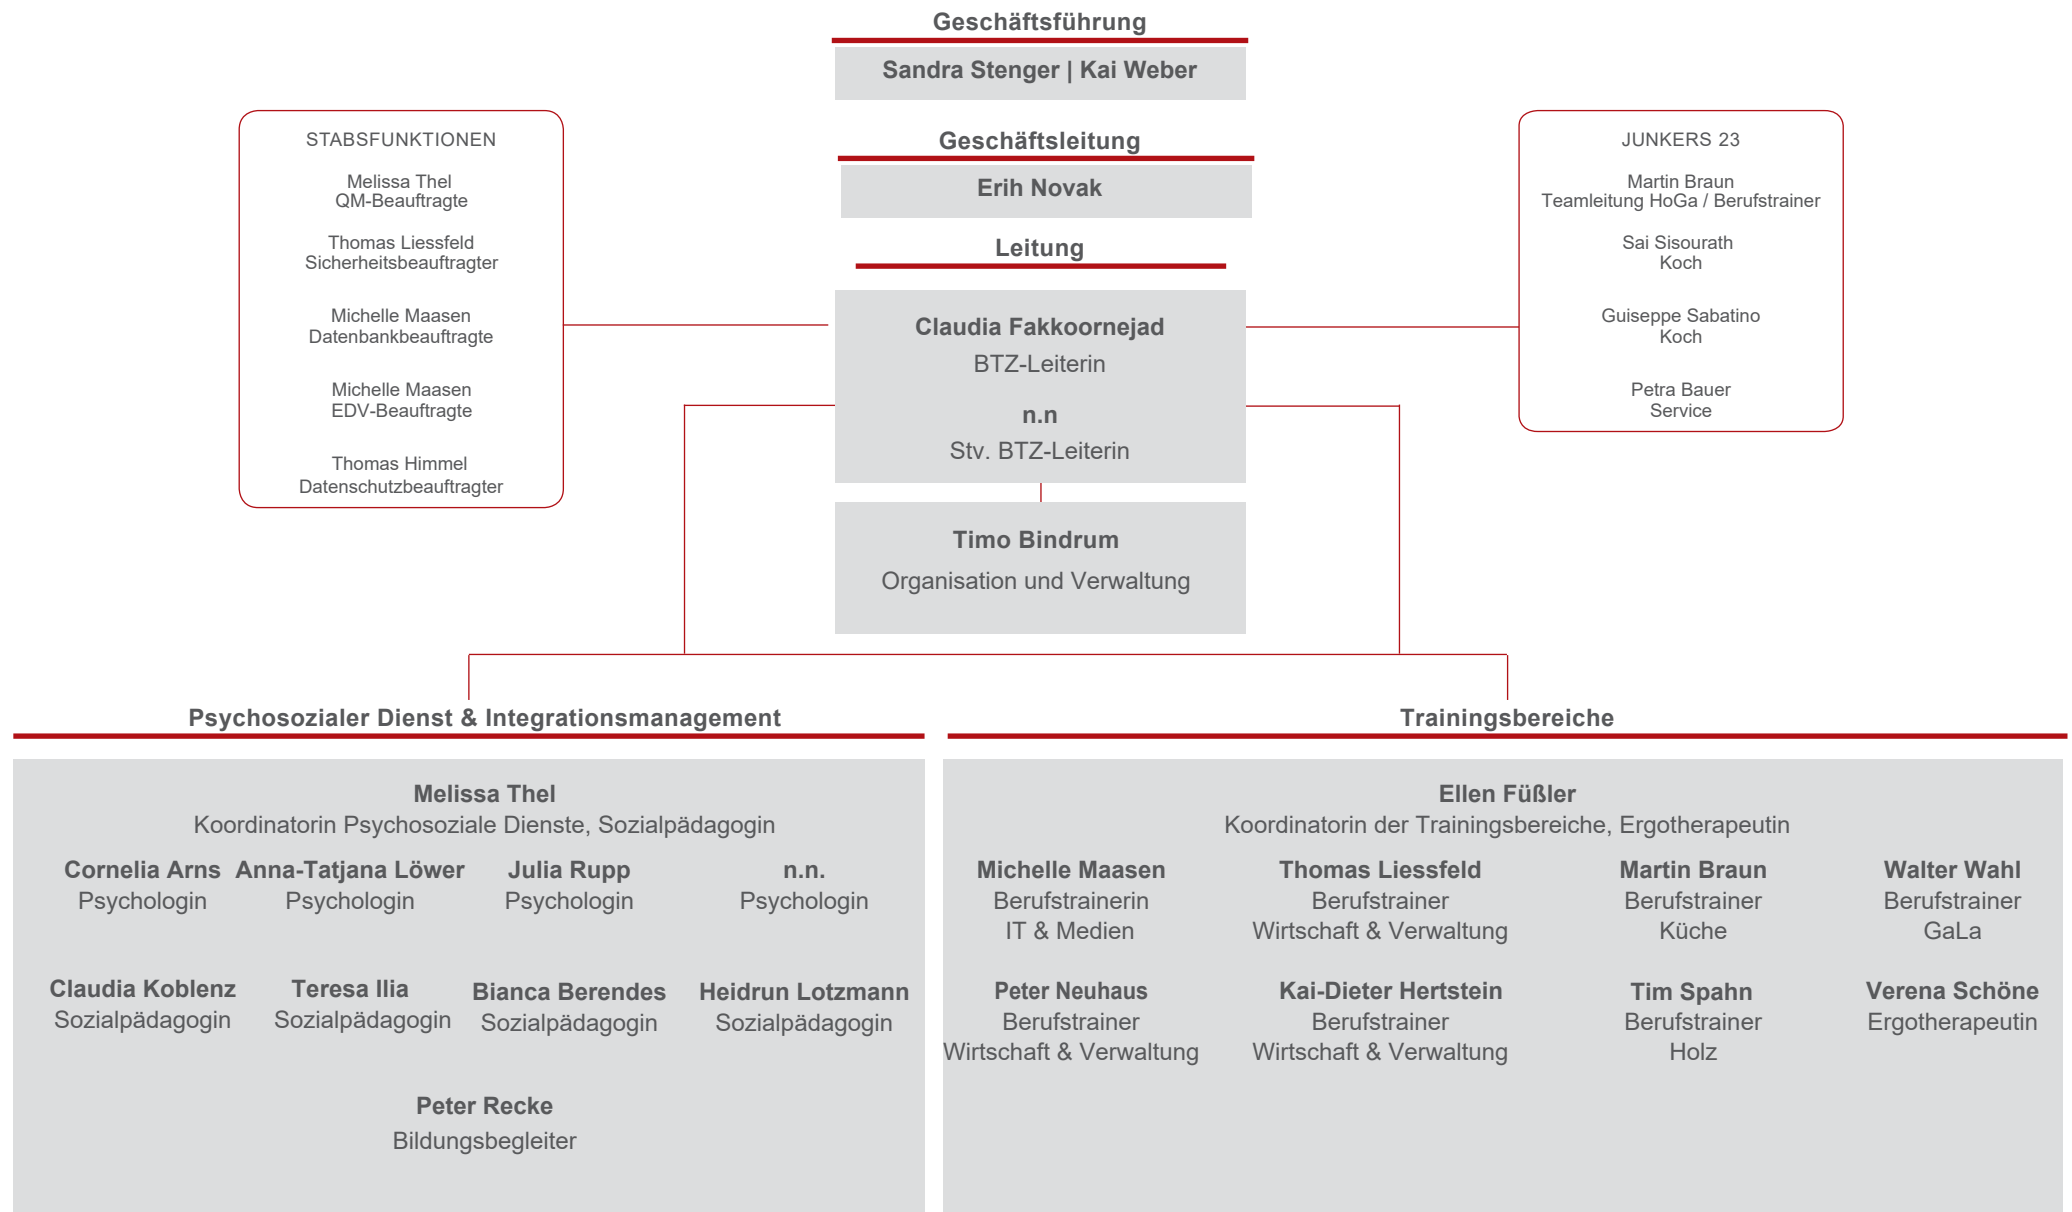 Geschäftsführung
Sandra Stenger | Kai Weber
STABSFUNKTIONEN
Melissa Thel
QM-Beauftragte
Thomas Liessfeld
Sicherheitsbeauftragter
Michelle Maasen
Datenbankbeauftragte
Michelle Maasen
EDV-Beauftragte
Thomas Himmel
Datenschutzbeauftragter
Geschäftsleitung
Erih Novak
Leitung
Claudia Fakkoornejad
BTZ-Leiterin
n.n
Stv. BTZ-Leiterin
Timo Bindrum
Organisation und Verwaltung
JUNKERS 23
Martin Braun
Teamleitung HoGa / Berufstrainer
Sai Sisourath
Koch
Guiseppe Sabatino
Koch
Petra Bauer
Service
Psychosozialer Dienst & Integrationsmanagement
Melissa Thel
Koordinatorin Psychosoziale Dienste, Sozialpädagogin
Cornelia Arns
Psychologin
Anna-Tatjana Löwer
Psychologin
Julia Rupp
Psychologin
n.n.
Psychologin
Claudia Koblenz
Sozialpädagogin
Teresa Ilia
Sozialpädagogin
Bianca Berendes
Sozialpädagogin
Heidrun Lotzmann
Sozialpädagogin
Peter Recke
Bildungsbegleiter
Trainingsbereiche
Ellen Füßler
Koordinatorin der Trainingsbereiche, Ergotherapeutin
Michelle Maasen
Berufstrainerin
IT & Medien
Thomas Liessfeld
Berufstrainer
Wirtschaft & Verwaltung
Martin Braun
Berufstrainer
Küche
Walter Wahl
Berufstrainer
GaLa
Peter Neuhaus
Berufstrainer
Wirtschaft & Verwaltung
Kai-Dieter Hertstein
Berufstrainer
Wirtschaft & Verwaltung
Tim Spahn
Berufstrainer
Holz
Verena Schöne
Ergotherapeutin